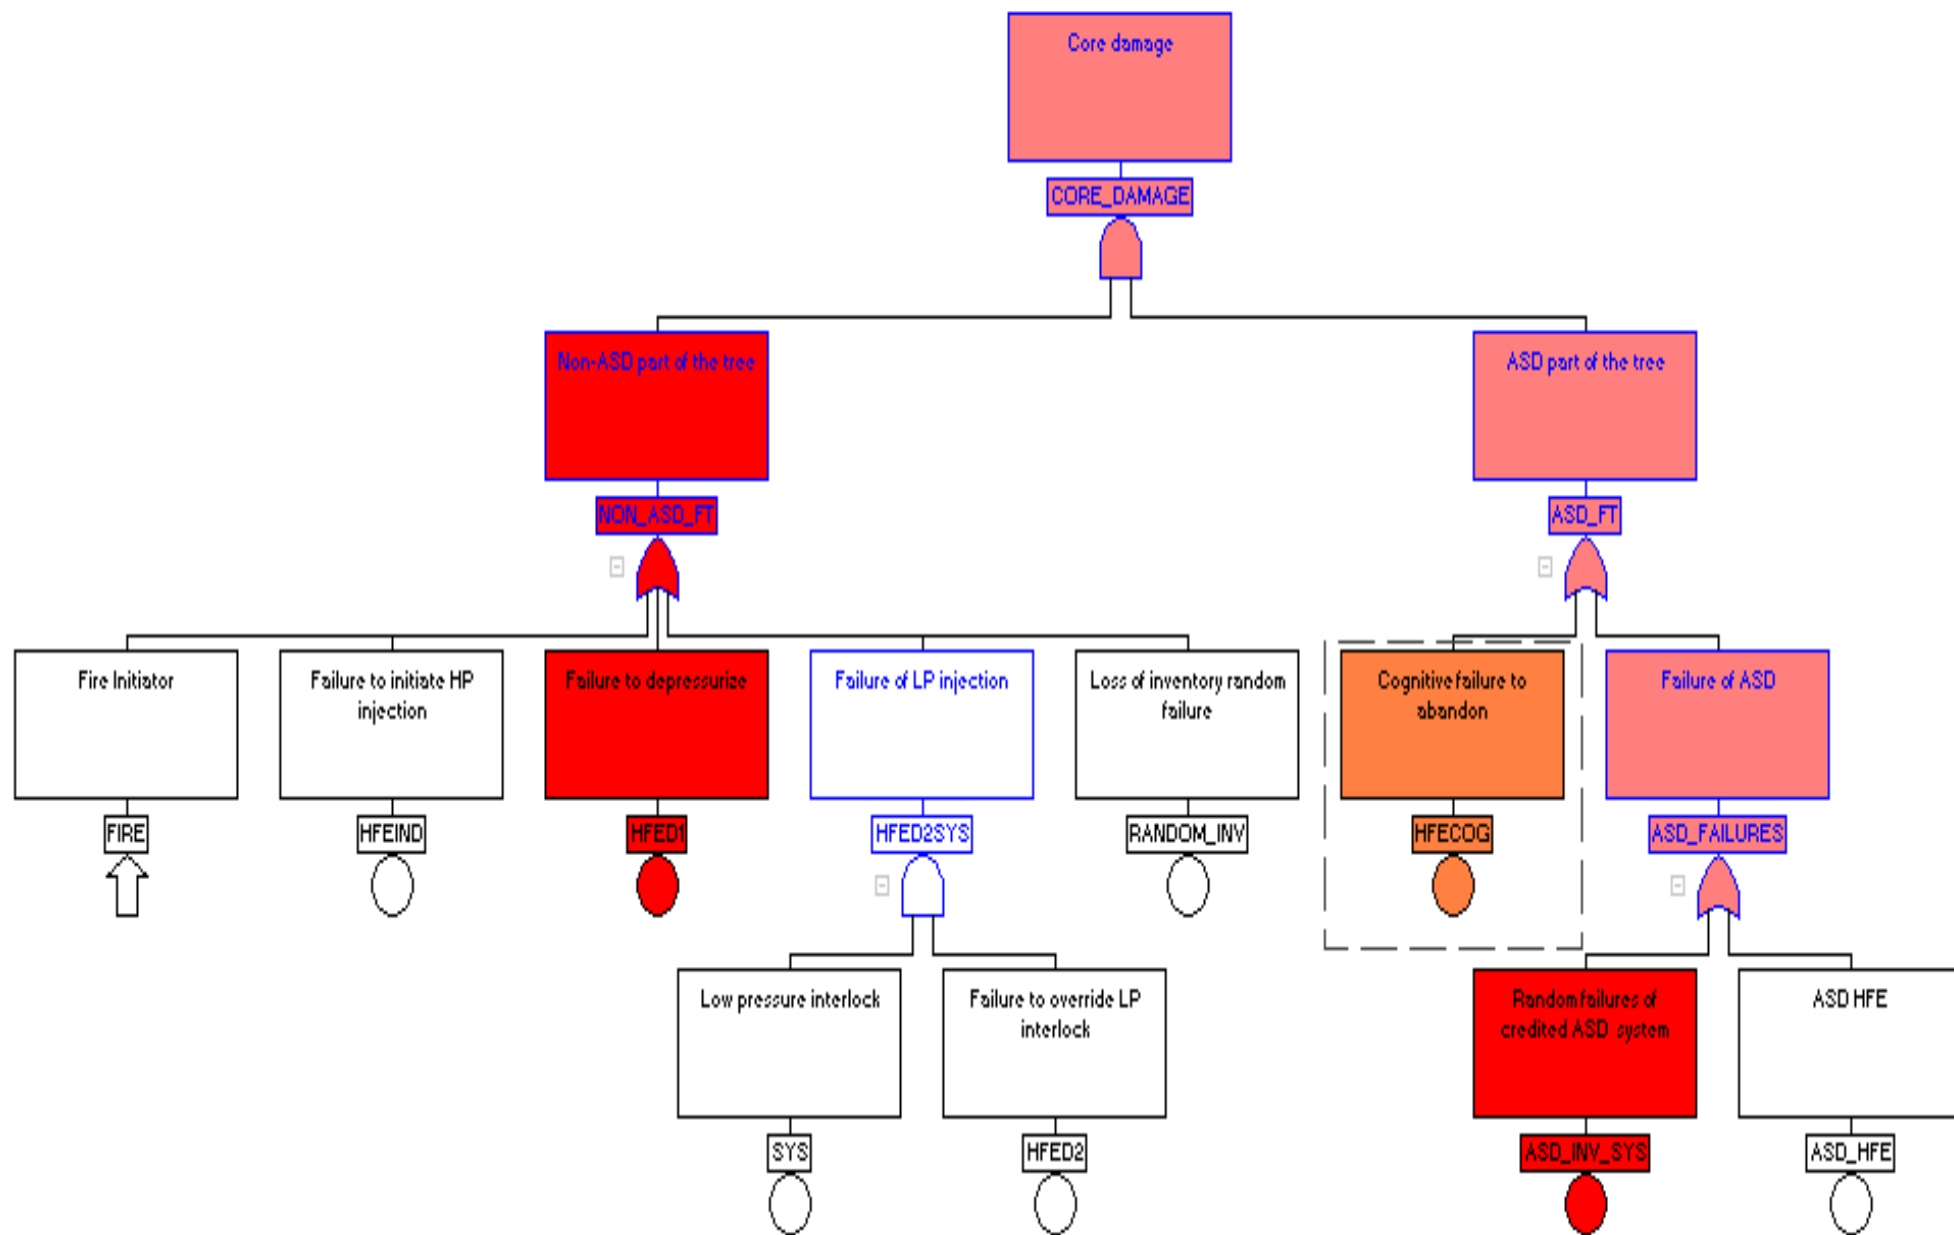 Core damage
CORE_DAMAGE
Non-ASD part of the tree
ASD part of the tree
NON_ASD_FT
ASD_FT
Fire Initiator
Failure to initiate HP
injection
Failure to depressurize
Failure of LP injection
Loss of inventory random
failure
Cognitive failure to
abandon
Failure of ASD
FIRE
HFEIND
HFED1
HFED2SYS
RANDOM_INV
HFECOG
ASD_FAILURES
Low pressure interlock
Failure to override LP
interlock
Random failures of
credited ASD system
ASD HFE
SYS
HFED2
ASD_INV_SYS
ASD_HFE